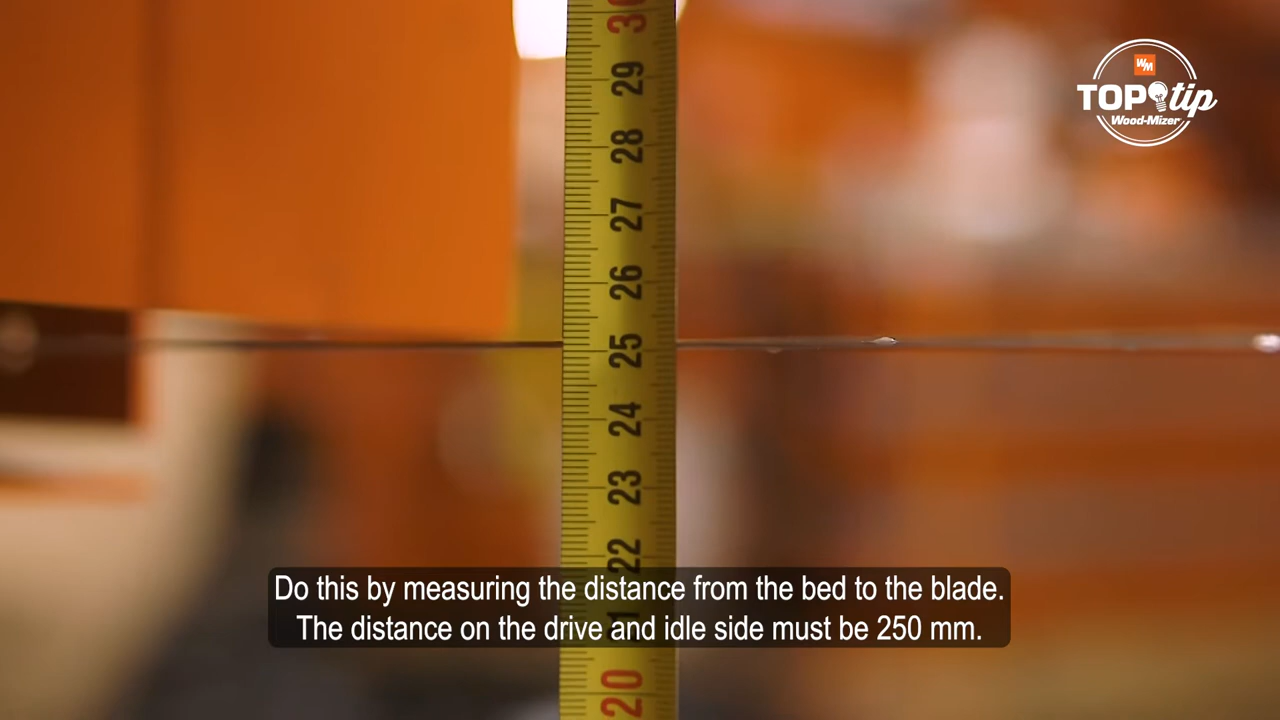 30
29
28
27
26
25
24
23
22
21
20
WM
TOP tip
Wood-Mizer
Do this by measuring the distance from the bed to the blade.
The distance on the drive and idle side must be 250 mm.